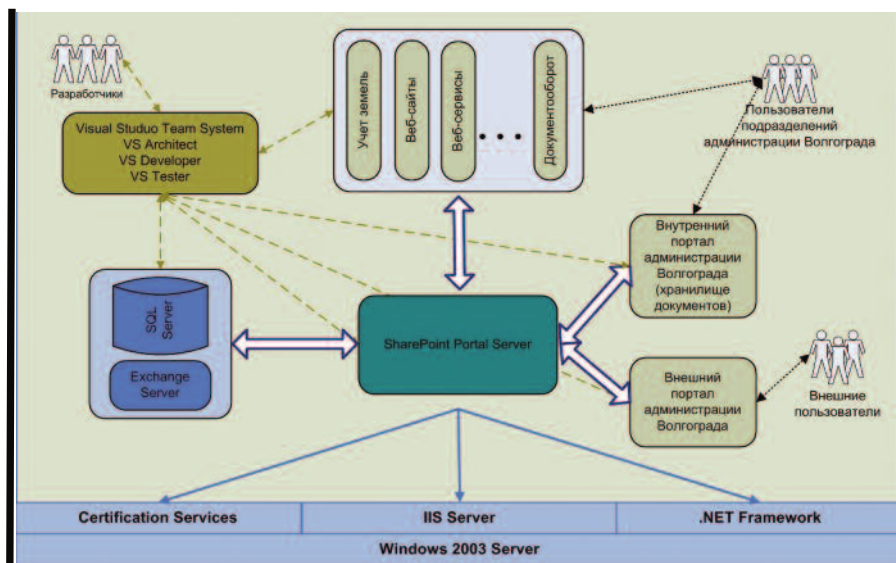 Разработчики
Visual Studuo Team System
VS Architect
VS Developer
VS Tester
Учет земель
Веб-сайты
Веб-сервисы
...
Документооборот
Пользователи
подразделений
администрации Волгограда
Внутренний
портал
администрации
Волгограда
(хранилище
документов)
SQL
Server
Exchange
Server
SharePoint Portal Server
Внешний
портал
администрации
Волгограда
Внешние
пользователи
Certification Services
IIS Server
.NET Framework
Windows 2003 Server